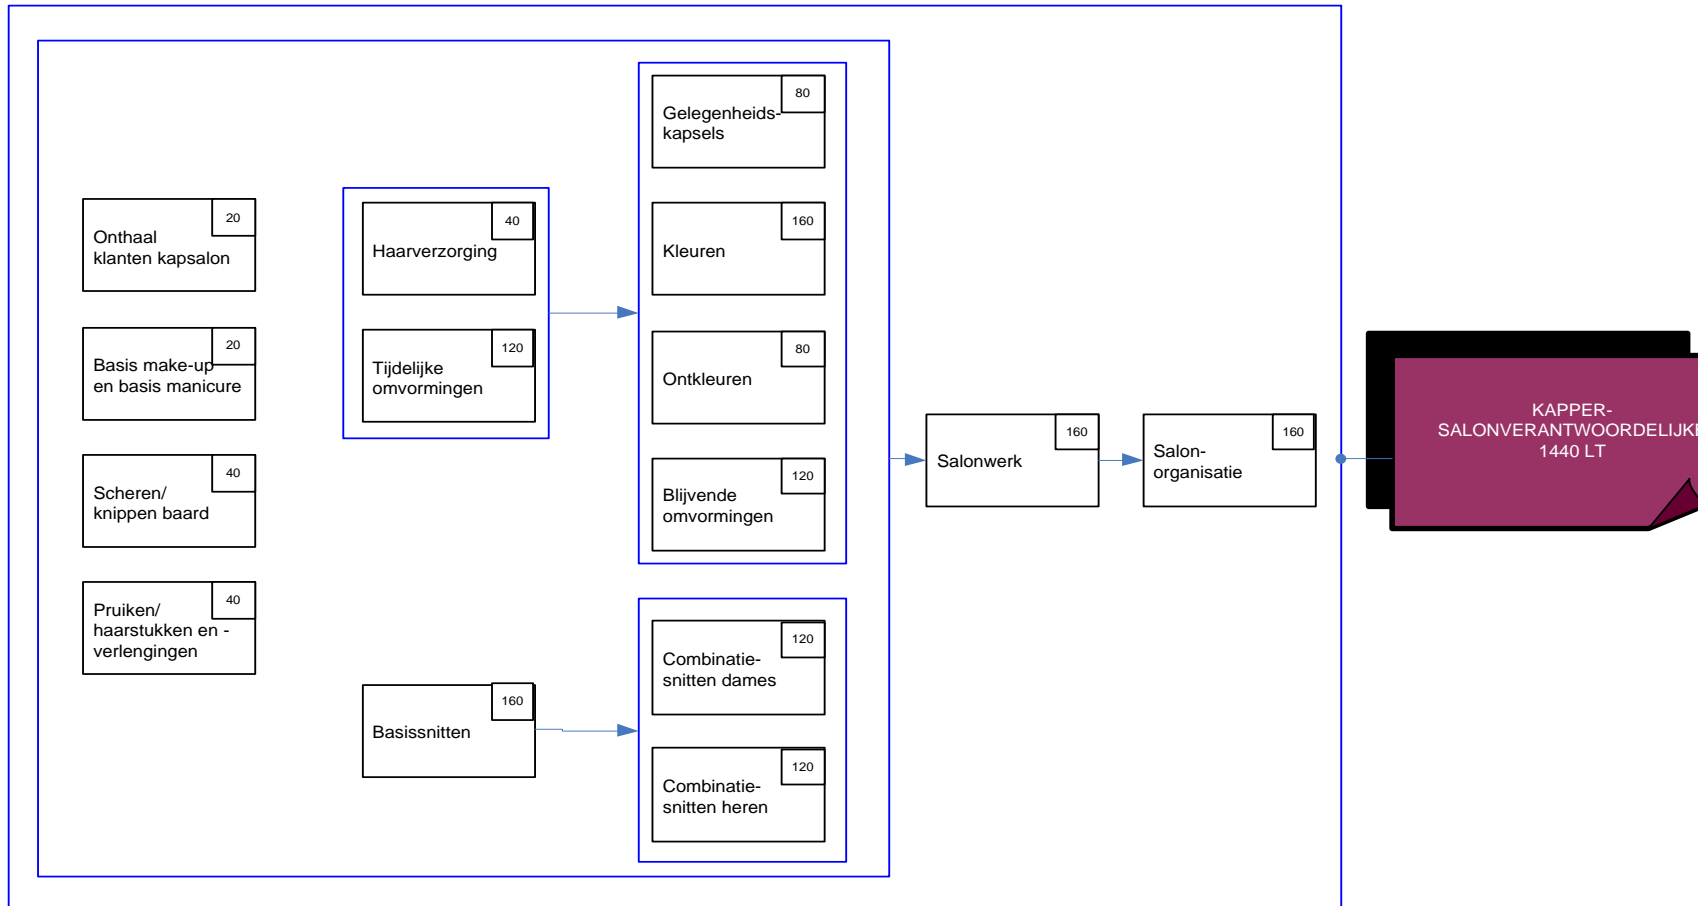 20
Onthaal
klanten kapsalon
20
Basis make-up
en basis manicure
40
Scheren/
knippen baard
40
Pruiken/
haarstukken en -
verlengingen
40
Haarverzorging
120
Tijdelijke
omvormingen
160
Basissnitten
80
Gelegenheids-
kapsels
160
Kleuren
80
Ontkleuren
120
Blijvende
omvormingen
120
Combinatie-
snitten dames
120
Combinatie-
snitten heren
160
Salonwerk
160
Salon-
organisatie
KAPPER-
SALONVERANTWOORDELIJKE
1440 LT